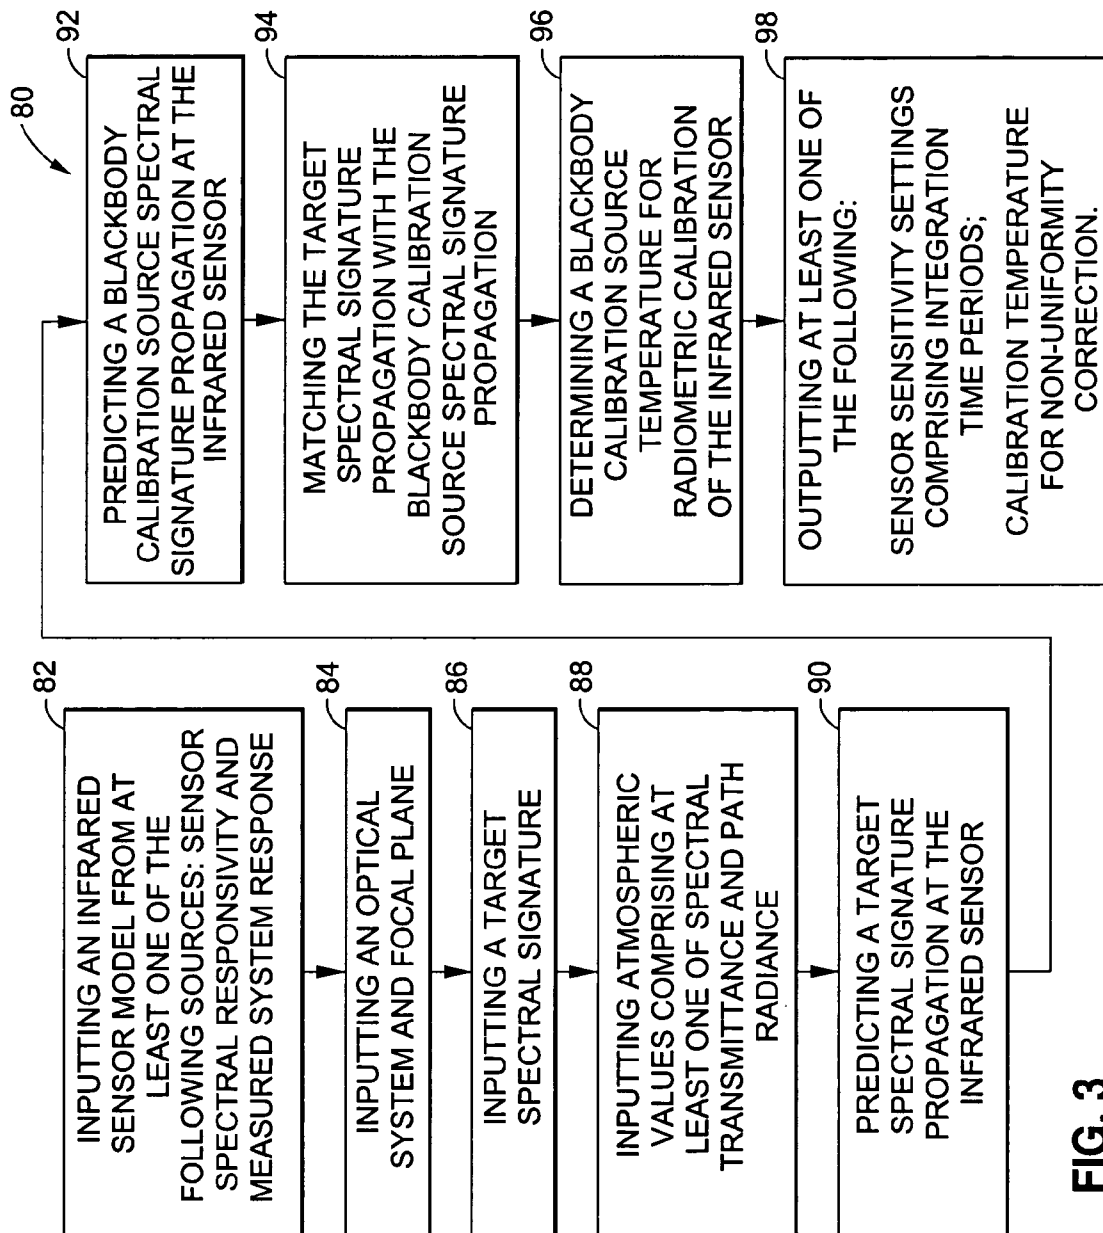 80
82
INPUTTING AN INFRARED
SENSOR MODEL FROM AT
LEAST ONE OF THE
FOLLOWING SOURCES: SENSOR
SPECTRAL RESPONSIVITY AND
MEASURED SYSTEM RESPONSE
84
INPUTTING AN OPTICAL
SYSTEM AND FOCAL PLANE
86
INPUTTING A TARGET
SPECTRAL SIGNATURE
88
INPUTTING ATMOSPHERIC
VALUES COMPRISING AT
LEAST ONE OF SPECTRAL
TRANSMITTANCE AND PATH
RADIANCE
90
PREDICTING A TARGET
SPECTRAL SIGNATURE
PROPAGATION AT THE
INFRARED SENSOR
92
PREDICTING A BLACKBODY
CALIBRATION SOURCE SPECTRAL
SIGNATURE PROPAGATION AT THE
INFRARED SENSOR
94
MATCHING THE TARGET
SPECTRAL SIGNATURE
PROPAGATION WITH THE
BLACKBODY CALIBRATION
SOURCE SPECTRAL SIGNATURE
PROPAGATION
96
DETERMINING A BLACKBODY
CALIBRATION SOURCE
TEMPERATURE FOR
RADIOMETRIC CALIBRATION
OF THE INFRARED SENSOR
98
OUTPUTTING AT LEAST ONE OF
THE FOLLOWING:
SENSOR SENSITIVITY SETTINGS
COMPRISING INTEGRATION
TIME PERIODS;
CALIBRATION TEMPERATURE
FOR NON-UNIFORMITY
CORRECTION.
FIG. 3